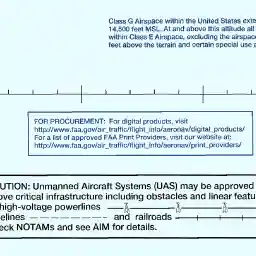 Class G Airspace within the United States exte
14,500 feet MSL. At and above this altitude all
within Class E Airspace, excluding the airspace
feet above the terrain and certain special use a
FOR PROCUREMENT: For digital products, visit
http://www.faa.gov/air_traffic/flight_info/aeronav/digital_products/
For a list of approved FAA Print Providers, visit our website at:
http://www.faa.gov/air_traffic/flight_info/aeronav/print_providers/
UTION: Unmanned Aircraft Systems (UAS) may be approved
ove critical infrastructure including obstacles and linear featu
high-voltage powerlines
elines and railroads
eck NOTAMs and see AIM for details.